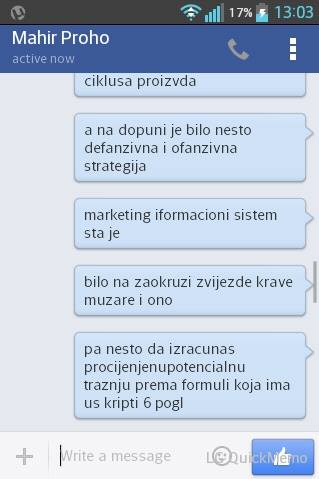 17% 13:03
Mahir Proho
active now
ciklusa proizvda
a na dopuni je bilo nesto
defanzivna i ofanzivna
strategija
marketing iformacioni sistem
sta je
bilo na zaokruzi zvijezde krave
muzare i ono
pa nesto da izracunas
procijenjenupotencialnu
traznju prema formuli koja ima
us kripti 6 pogl
Write a message
LG QuickMemo